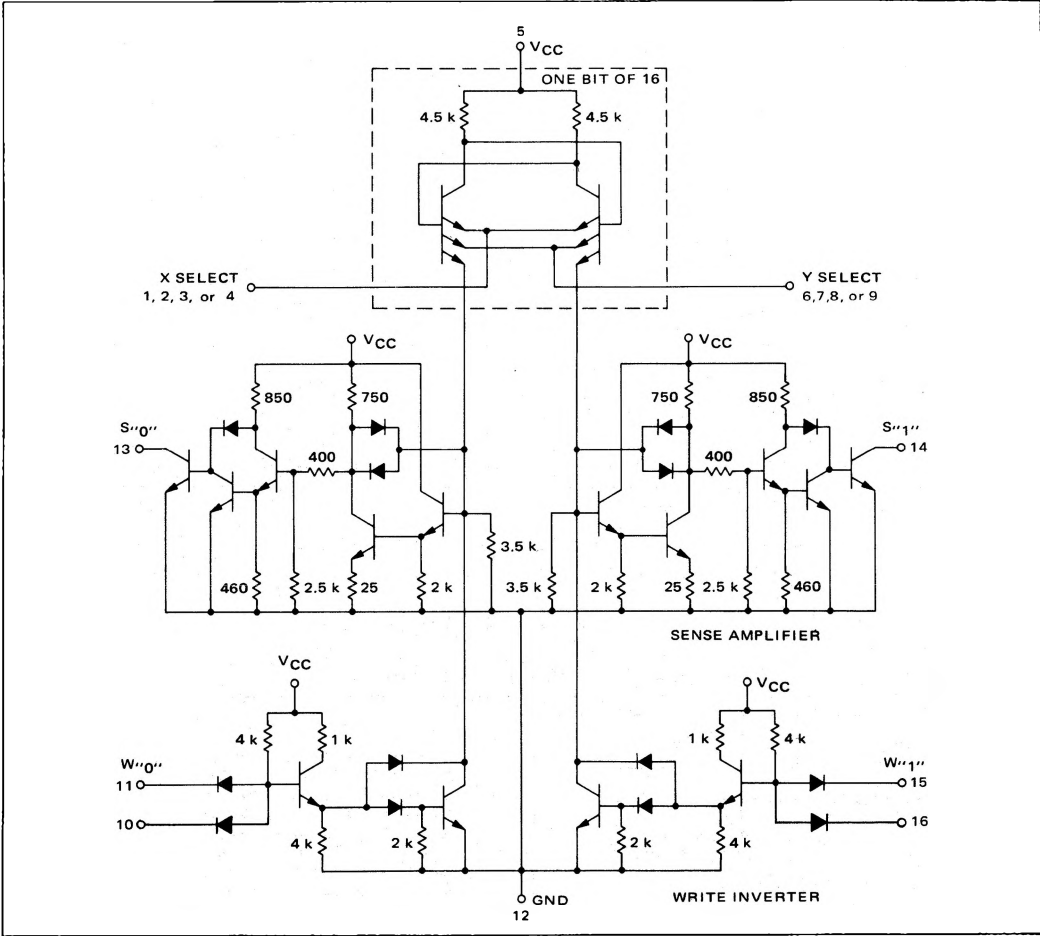 5
VCC
ONE BIT OF 16
4.5 k 4.5 k
X SELECT
1, 2, 3, or 4
Y SELECT
6,7,8, or 9
VCC VCC
850 750 750 850
S"0"
13
S"1"
14
400 400
3.5 k
460 2.5 k 25 2 k 3.5 k 2 k 25 2.5 k 460
SENSE AMPLIFIER
VCC VCC
4 k 1 k 1 k 4 k
W"0"
11
W"1"
15
10 16
4 k 2 k 2 k 4 k
GND
12
WRITE INVERTER